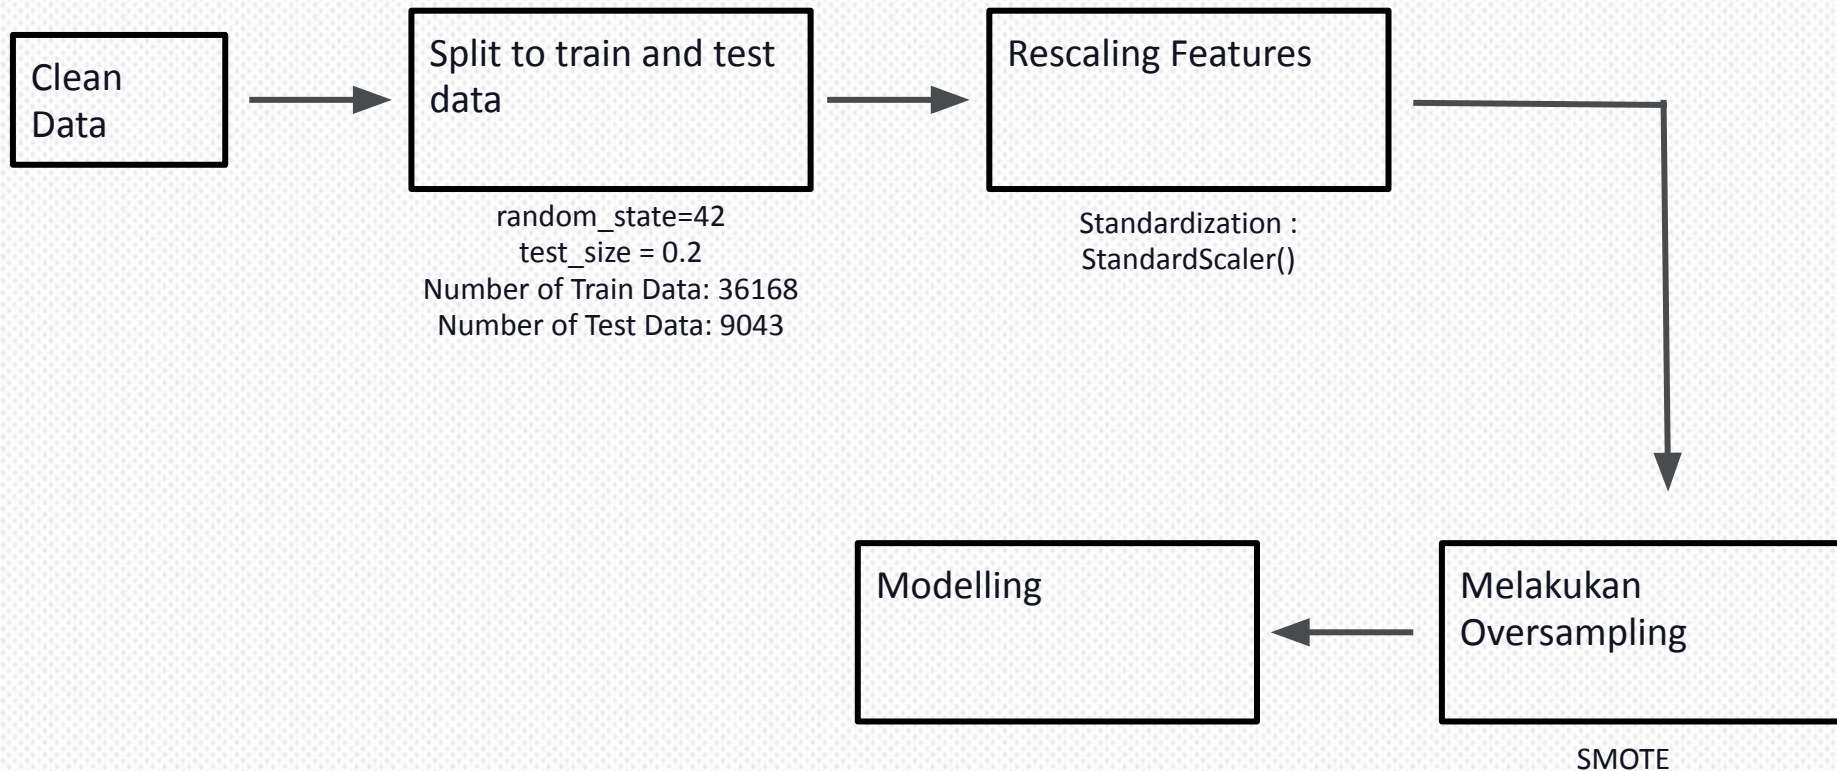 Clean
Data
Split to train and test
data
random_state=42
test_size = 0.2
Number of Train Data: 36168
Number of Test Data: 9043
Rescaling Features
Standardization :
StandardScaler()
Melakukan
Oversampling
SMOTE
Modelling